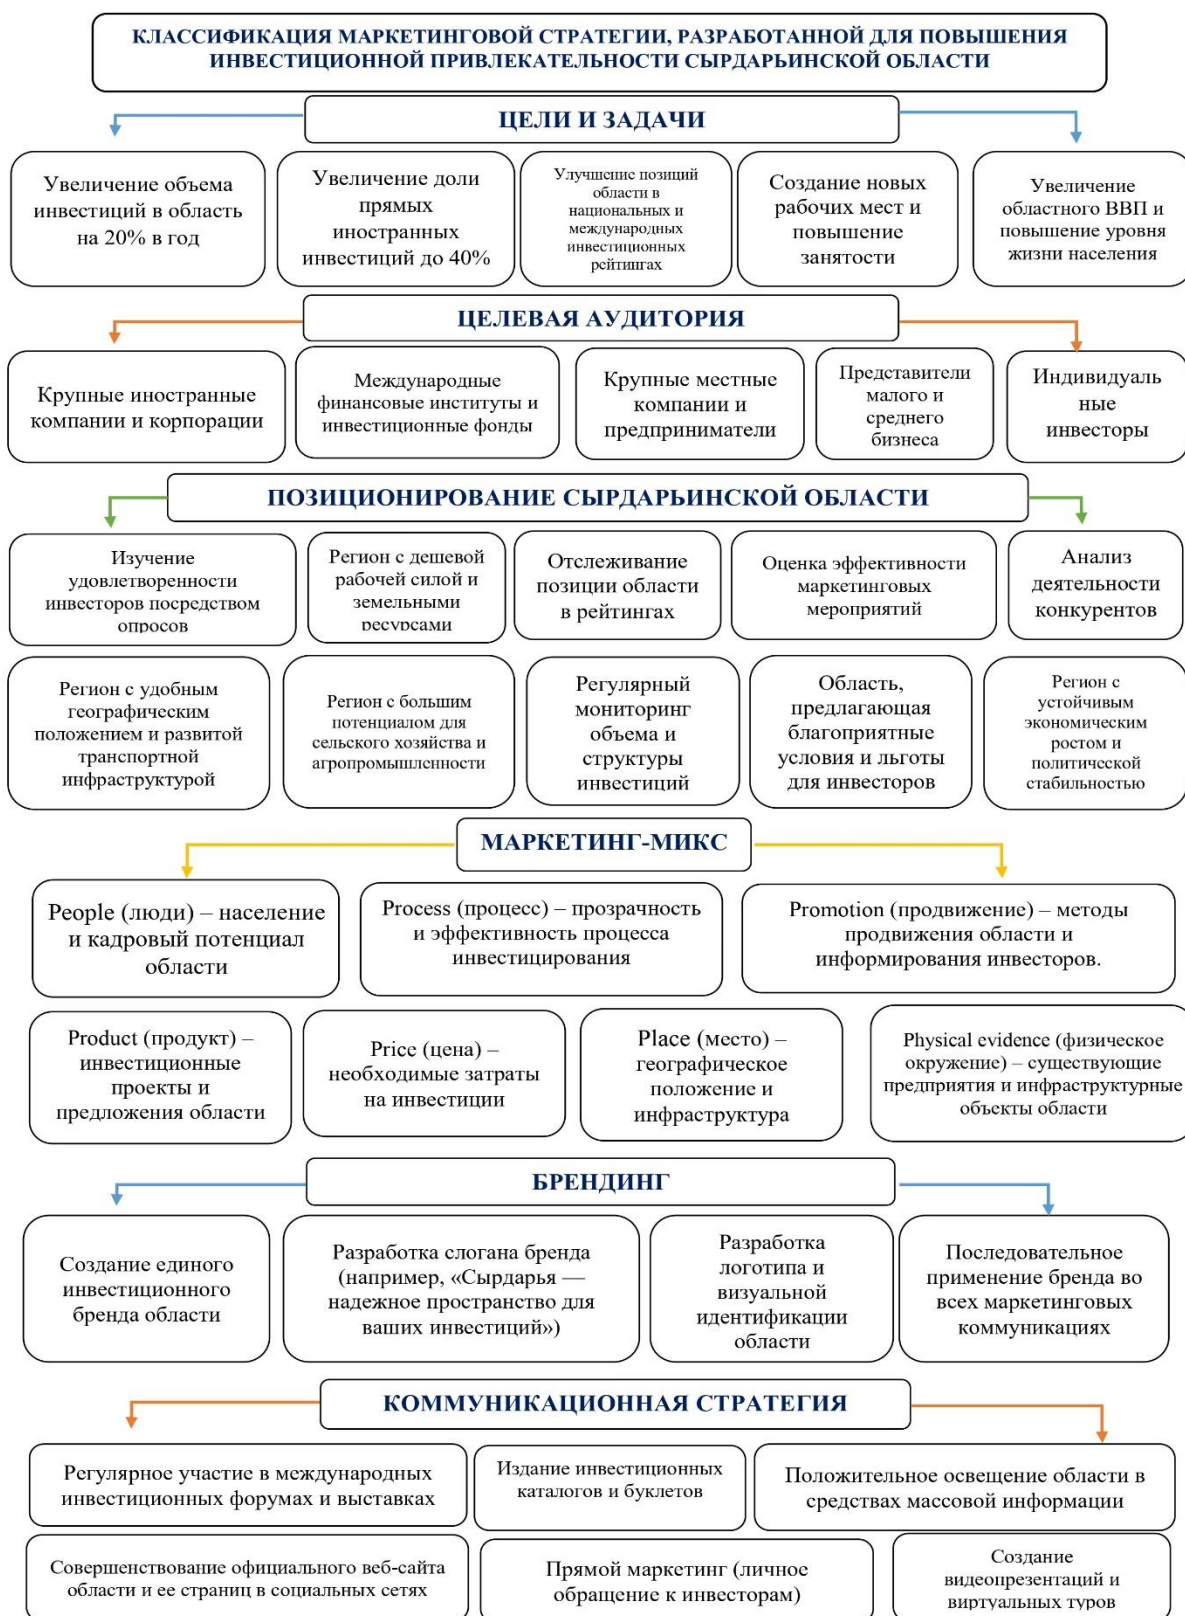 КЛАССИФИКАЦИЯ МАРКЕТИНГОВОЙ СТРАТЕГИИ, РАЗРАБОТАННОЙ ДЛЯ ПОВЫШЕНИЯ
ИНВЕСТИЦИОННОЙ ПРИВЛЕКАТЕЛЬНОСТИ СЫРДАРЬИНСКОЙ ОБЛАСТИ
ЦЕЛИ И ЗАДАЧИ
Увеличение объема
инвестиций в область
на 20% в год
Увеличение доли
прямых
иностранных
инвестиций до 40%
Улучшение позиций
области в
национальных и
международных
инвестиционных
рейтингах
Создание новых
рабочих мест и
повышение
занятости
Увеличение
областного ВВП и
повышение уровня
жизни населения
ЦЕЛЕВАЯ АУДИТОРИЯ
Крупные иностранные
компании и корпорации
Международные
финансовые институты и
инвестиционные фонды
Крупные местные
компании и
предприниматели
Представители
малого и
среднего
бизнеса
Индивидуаль
ные
инвесторы
ПОЗИЦИОНИРОВАНИЕ СЫРДАРЬИНСКОЙ ОБЛАСТИ
Изучение
удовлетворенности
инвесторов посредством
опросов
Регион с дешевой
рабочей силой и
земельными
ресурсами
Отслеживание
позиции области
в рейтингах
Оценка эффективности
маркетинговых
мероприятий
Анализ
деятельности
конкурентов
Регион с удобным
географическим
положением и развитой
транспортной
инфраструктурой
Регион с большим
потенциалом для
сельского хозяйства и
агропромышленности
Регулярный
мониторинг
объема и
структуры
инвестиций
Область,
предлагающая
благоприятные
условия и льготы
для инвесторов
Регион с
устойчивым
экономическим
ростом и
политической
стабильностью
МАРКЕТИНГ-МИКС
People (люди) – население
и кадровый потенциал
области
Process (процесс) – прозрачность
и эффективность процесса
инвестицирования
Promotion (продвижение) – методы
продвижения области и
информирования инвесторов.
Product (продукт) –
инвестиционные
проекты и
предложения области
Price (цена) –
необходимые затраты
на инвестиции
Place (место) –
географическое
положение и
инфраструктура
Physical evidence (физическое
окружение) – существующие
предприятия и инфраструктурные
объекты области
БРЕНДИНГ
Создание единого
инвестиционного
бренда области
Разработка слогана бренда
(например, «Сырдарья —
надежное пространство для
ваших инвестиций»)
Разработка
логотипа и
визуальной
идентификации
области
Последовательное
применение бренда во
всех маркетинговых
коммуникациях
КОММУНИКАЦИОННАЯ СТРАТЕГИЯ
Регулярное участие в международных
инвестиционных форумах и выставках
Издание инвестиционных
каталогов и буклетов
Положительное освещение области в
средствах массовой информации
Совершенствование официального веб-сайта
области и ее страниц в социальных сетях
Прямой маркетинг (личное
обращение к инвесторам)
Создание
видеопрезентаций и
виртуальных туров